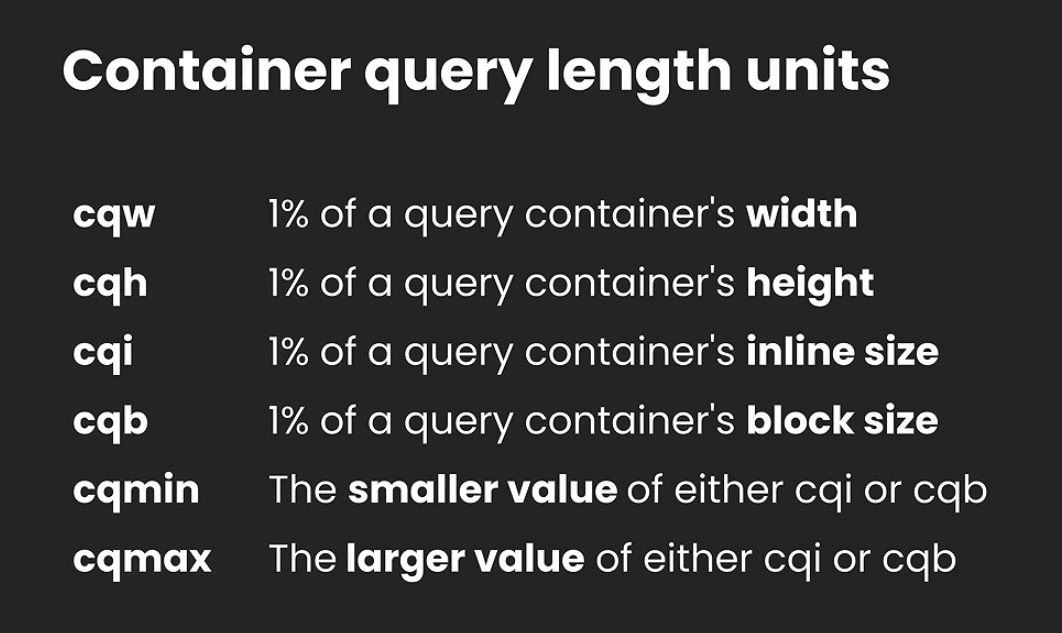 Container query length units
cqw 1% of a query container's width
cqh 1% of a query container's height
cqi 1% of a query container's inline size
cqb 1% of a query container's block size
cqmin The smaller value of either cqi or cqb
cqmax The larger value of either cqi or cqb